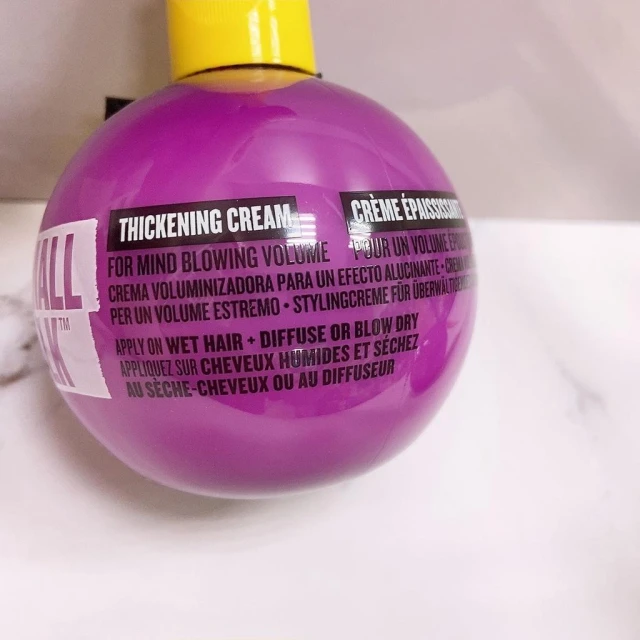 ALL
K™
THICKENING CREAM
FOR MIND BLOWING VOLUME
CREMA VOLUMINIZADORA PARA UN EFECTO ALUCINANTE • CREMA
PER UN VOLUME ESTREMO • STYLINGCREME FÜR
APPLY ON WET HAIR + DIFFUSE OR BLOW DRY
APPLIQUEZ SUR CHEVEUX HUMIDES ET SÉCHEZ
AU SÈCHE-CHEVEUX OU AU DIFFUSEUR
CRÈME ÉPAISSISSANTE
POUR UN VOLUME